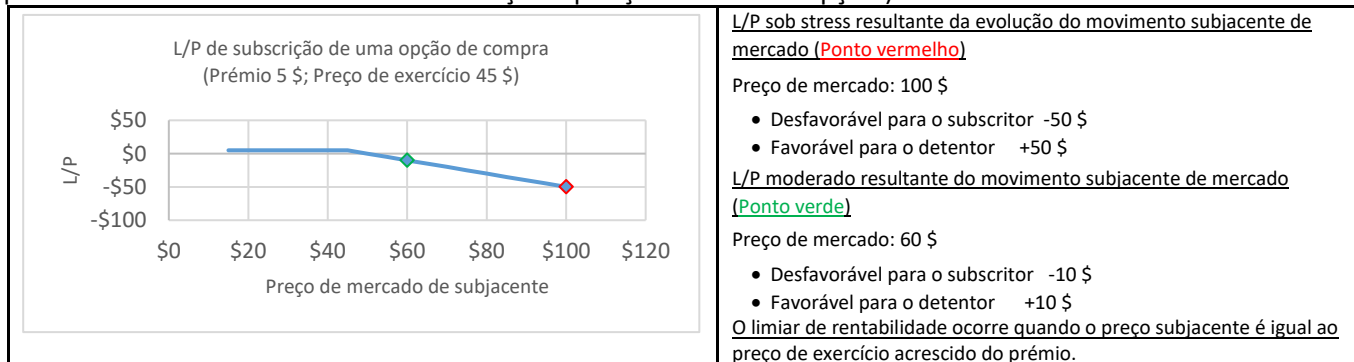 L/P de subscrição de uma opção de compra
(Prémio 5 $; Preço de exercício 45 $)
$50
$0
-$50
-$100
L/P
$0 $20 $40 $60 $80 $100 $120
Preço de mercado de subjacente
L/P sob stress resultante da evolução do movimento subjacente de
mercado (Ponto vermelho)
Preço de mercado: 100 $
• Desfavorável para o subscritor -50 $
• Favorável para o detentor +50 $
L/P moderado resultante do movimento subjacente de mercado
(Ponto verde)
Preço de mercado: 60 $
• Desfavorável para o subscritor -10 $
• Favorável para o detentor +10 $
O limiar de rentabilidade ocorre quando o preço subjacente é igual ao
preço de exercício acrescido do prémio.